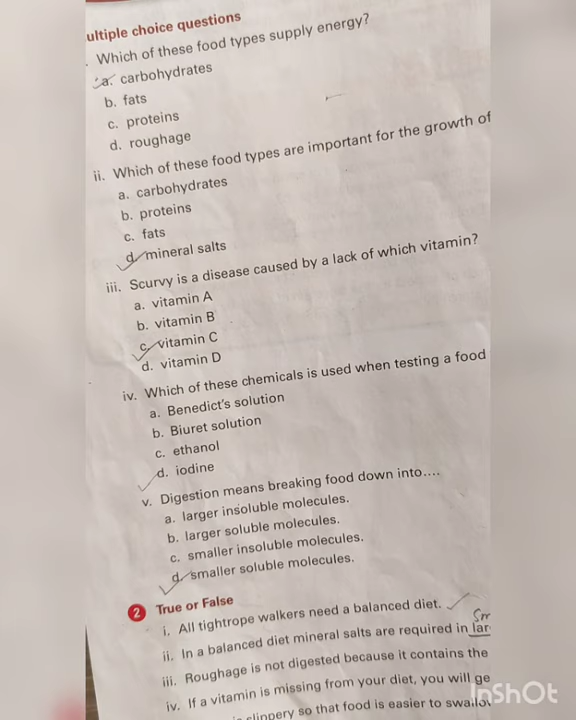 ultiple choice questions
. Which of these food types supply energy?
a. carbohydrates
b. fats
c. proteins
d. roughage
ii. Which of these food types are important for the growth of
a. carbohydrates
b. proteins
c. fats
d. mineral salts
iii. Scurvy is a disease caused by a lack of which vitamin?
a. vitamin A
b. vitamin B
c. vitamin C
d. vitamin D
iv. Which of these chemicals is used when testing a food
a. Benedict's solution
b. Biuret solution
c. ethanol
d. iodine
v. Digestion means breaking food down into....
a. larger insoluble molecules.
b. larger soluble molecules.
c. smaller insoluble molecules.
d. smaller soluble molecules.
2 True or False
i. All tightrope walkers need a balanced diet.
Sm
ii. In a balanced diet mineral salts are required in lar
iii. Roughage is not digested because it contains the
iv. If a vitamin is missing from your diet, you will ge
slippery so that food is easier to swallow
InShOt